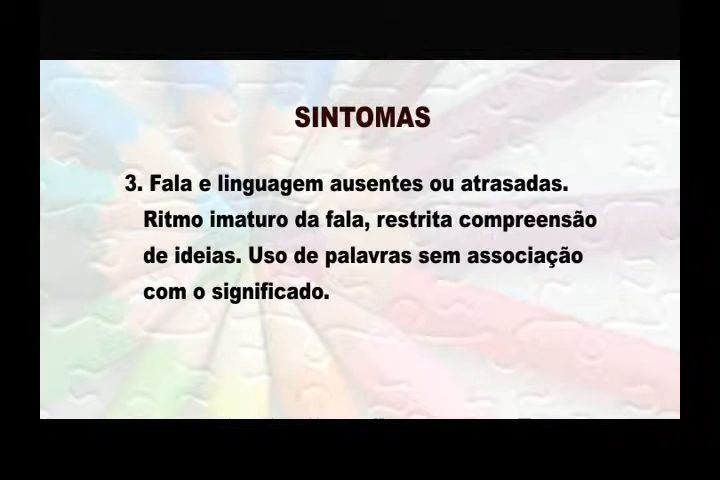 SINTOMAS
3. Fala e linguagem ausentes ou atrasadas.
Ritmo imaturo da fala, restrita compreensão
de ideias. Uso de palavras sem associação
com o significado.